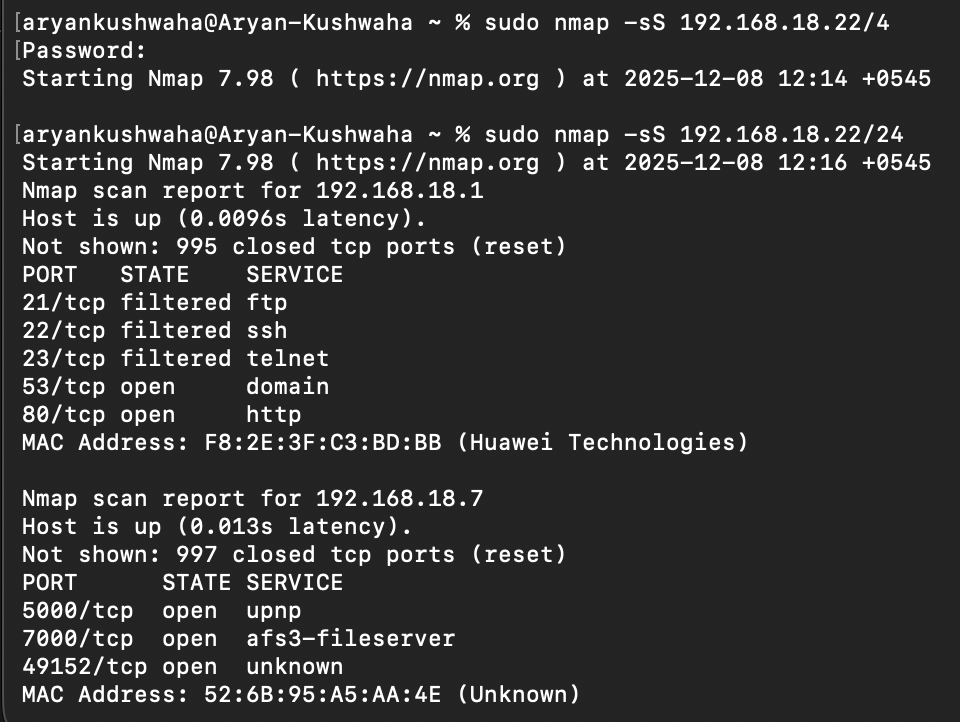 [aryankushwaha@Aryan-Kushwaha ~ % sudo nmap -sS 192.168.18.22/4
[Password:
Starting Nmap 7.98 ( https://nmap.org ) at 2025-12-08 12:14 +0545
[aryankushwaha@Aryan-Kushwaha ~ % sudo nmap -sS 192.168.18.22/24
Starting Nmap 7.98 ( https://nmap.org ) at 2025-12-08 12:16 +0545
Nmap scan report for 192.168.18.1
Host is up (0.0096s latency).
Not shown: 995 closed tcp ports (reset)
PORT   STATE    SERVICE
21/tcp filtered ftp
22/tcp filtered ssh
23/tcp filtered telnet
53/tcp open     domain
80/tcp open     http
MAC Address: F8:2E:3F:C3:BD:BB (Huawei Technologies)
Nmap scan report for 192.168.18.7
Host is up (0.013s latency).
Not shown: 997 closed tcp ports (reset)
PORT      STATE SERVICE
5000/tcp  open  upnp
7000/tcp  open  afs3-fileserver
49152/tcp open  unknown
MAC Address: 52:6B:95:A5:AA:4E (Unknown)